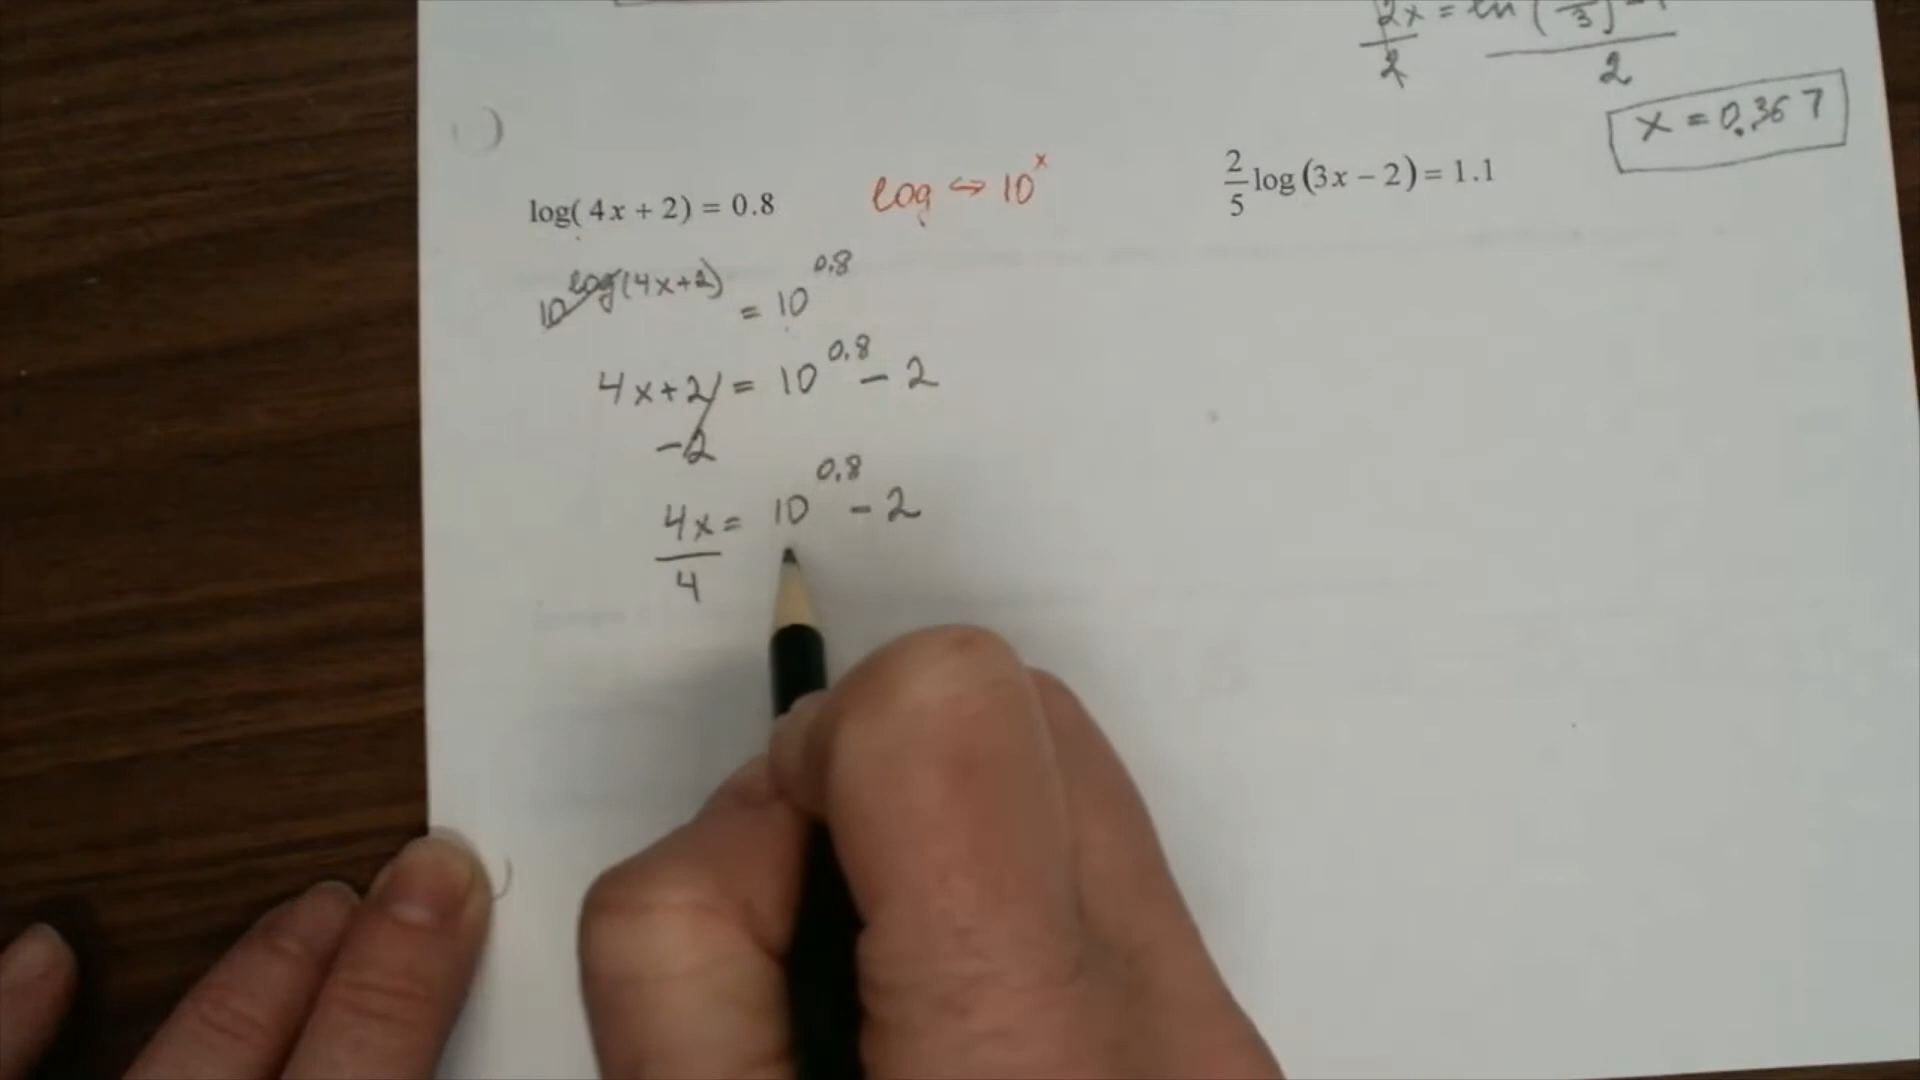 2x = ln ( /3) - 1
2 2
x = 0.367
log( 4x + 2) = 0.8
log ↔ 10^x
2/5 log (3x − 2) = 1.1
10^log(4x+2) = 10^0.8
4x+2 = 10^0.8 - 2
-2
4x = 10^0.8 - 2
4